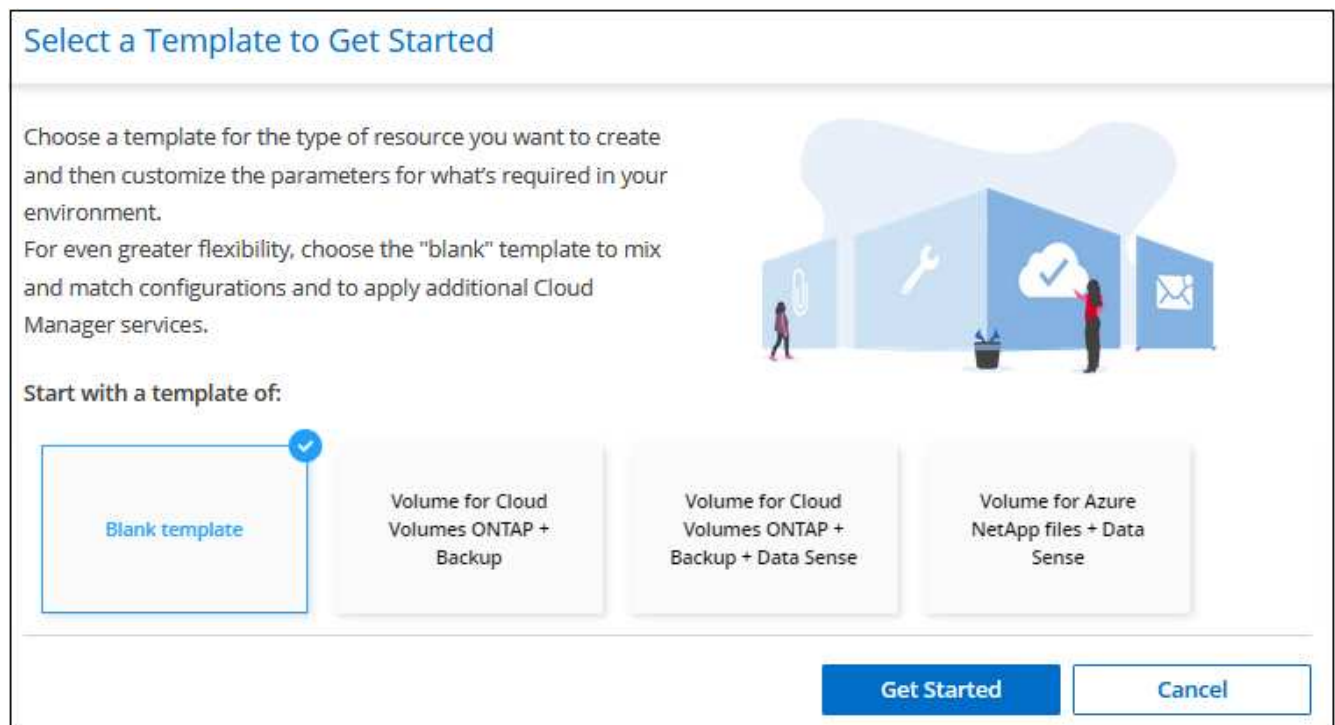 Select a Template to Get Started
Choose a template for the type of resource you want to create
and then customize the parameters for what's required in your
environment.
For even greater flexibility, choose the "blank" template to mix
and match configurations and to apply additional Cloud
Manager services.
Start with a template of:
Blank template
Volume for Cloud
Volumes ONTAP +
Backup
Volume for Cloud
Volumes ONTAP +
Backup + Data Sense
Volume for Azure
NetApp files + Data
Sense
Get Started
Cancel